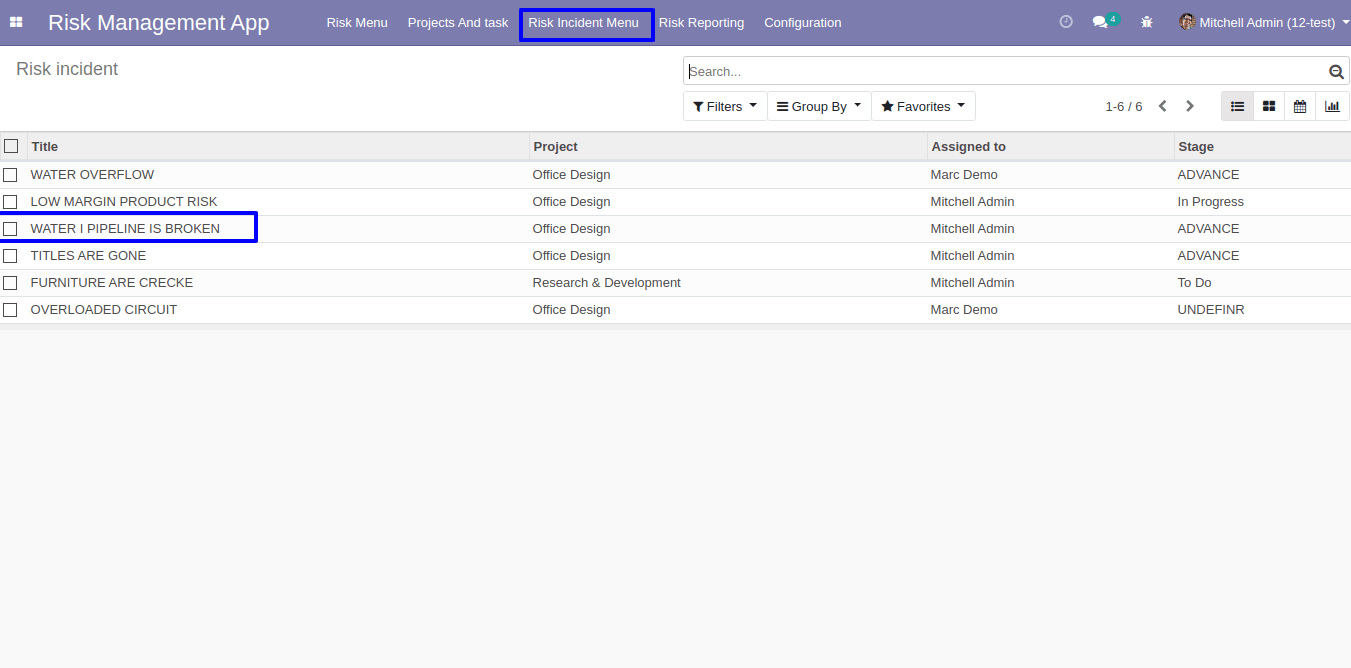 Risk Management App Risk Menu Projects And task Risk Incident Menu Risk Reporting Configuration 4 Mitchell Admin (12-test)
Risk incident
Search...
Filters Group By Favorites 1-6 / 6
Title Project Assigned to Stage
WATER OVERFLOW Office Design Marc Demo ADVANCE
LOW MARGIN PRODUCT RISK Office Design Mitchell Admin In Progress
WATER I PIPELINE IS BROKEN Office Design Mitchell Admin ADVANCE
TITLES ARE GONE Office Design Mitchell Admin ADVANCE
FURNITURE ARE CRECKE Research & Development Mitchell Admin To Do
OVERLOADED CIRCUIT Office Design Marc Demo UNDEFINR